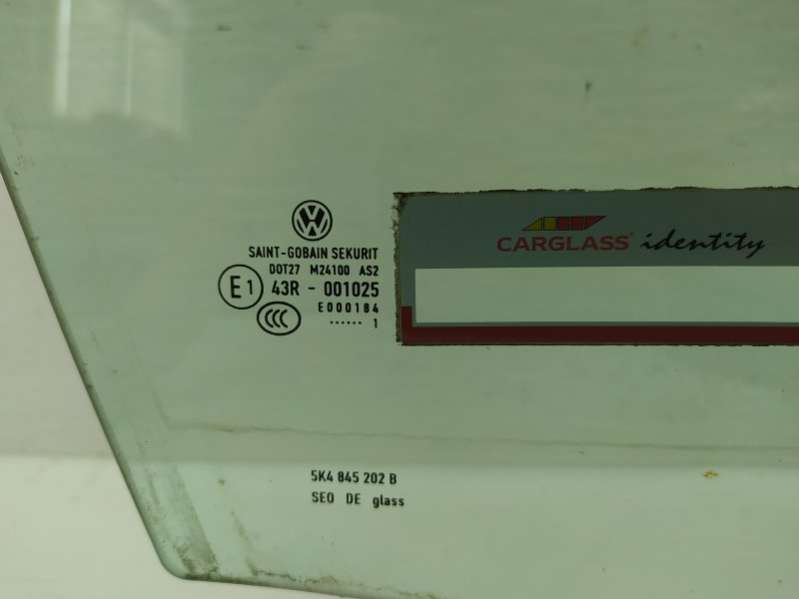 SAINT-GOBAIN SEKURIT
DOT27 M24100 AS2
E1 43R - 001025
E000184
CCC
...... 1
CARGLASS® identity
5K4 845 202 B
SEO DE glass